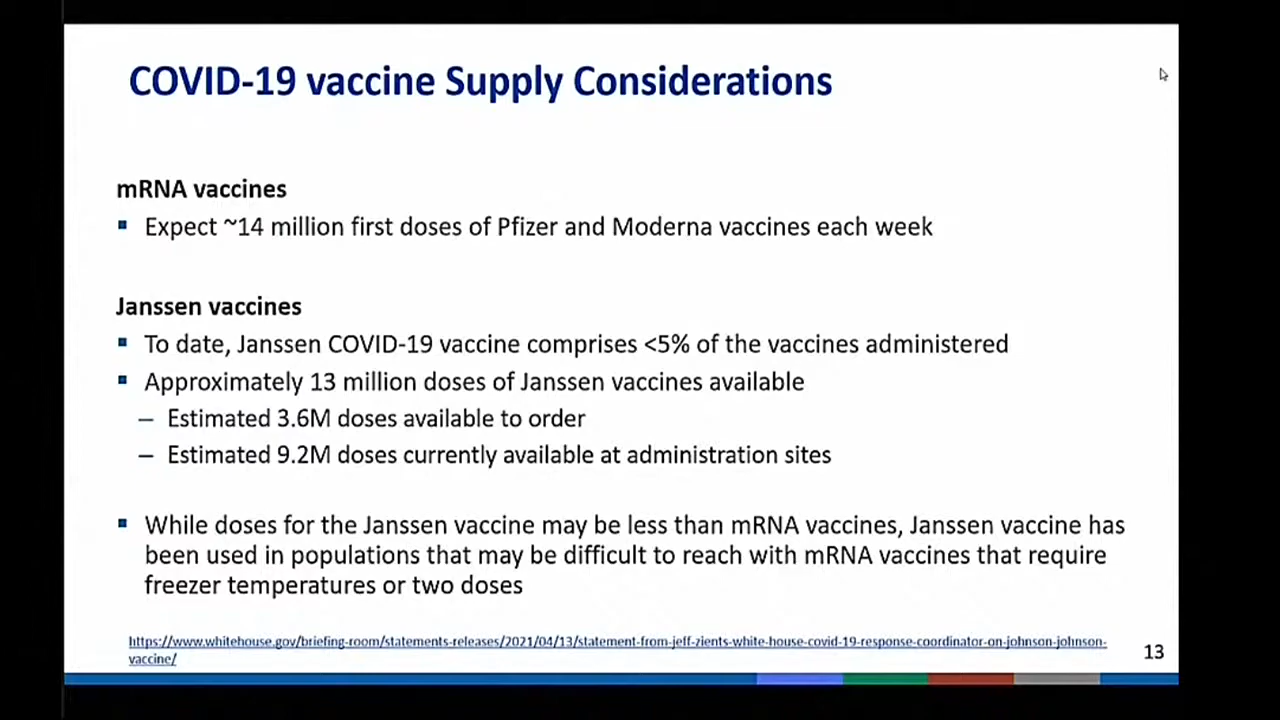 COVID-19 vaccine Supply Considerations
mRNA vaccines
▪ Expect ~14 million first doses of Pfizer and Moderna vaccines each week
Janssen vaccines
▪ To date, Janssen COVID-19 vaccine comprises <5% of the vaccines administered
▪ Approximately 13 million doses of Janssen vaccines available
– Estimated 3.6M doses available to order
– Estimated 9.2M doses currently available at administration sites
▪ While doses for the Janssen vaccine may be less than mRNA vaccines, Janssen vaccine has
been used in populations that may be difficult to reach with mRNA vaccines that require
freezer temperatures or two doses
https://www.whitehouse.gov/briefing-room/statements-releases/2021/04/13/statement-from-jeff-zients-white-house-covid-19-response-coordinator-on-johnson-johnson-
vaccine/
13